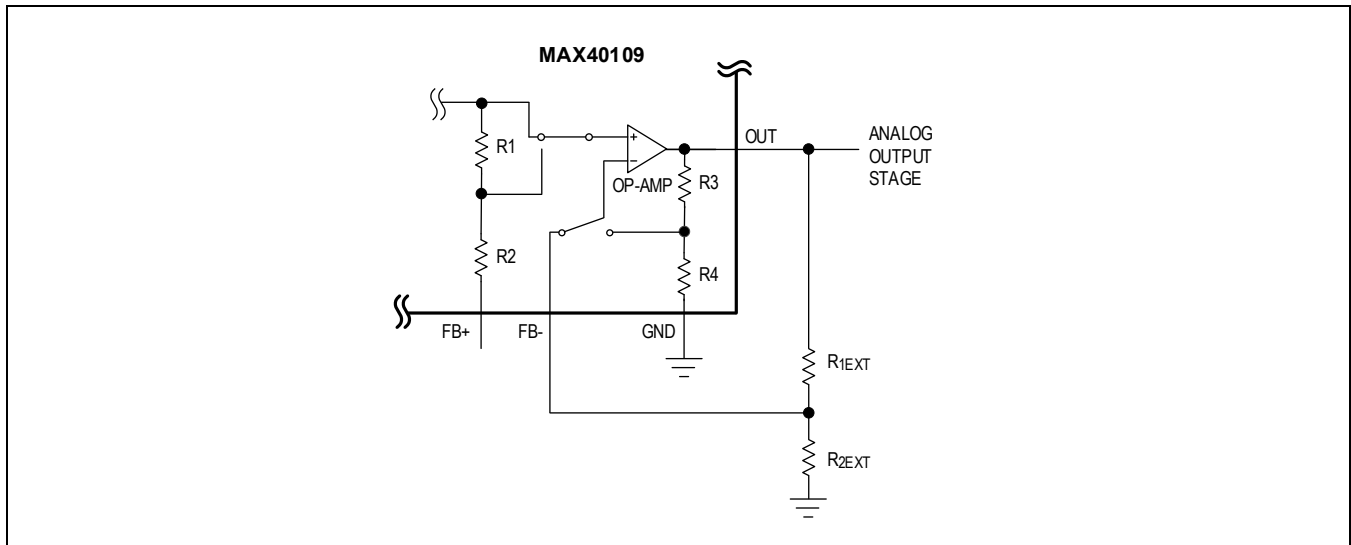 MAX40109
R1
R2
OP-AMP
R3
R4
OUT
ANALOG
OUTPUT
STAGE
FB+
FB-
GND
R1EXT
R2EXT